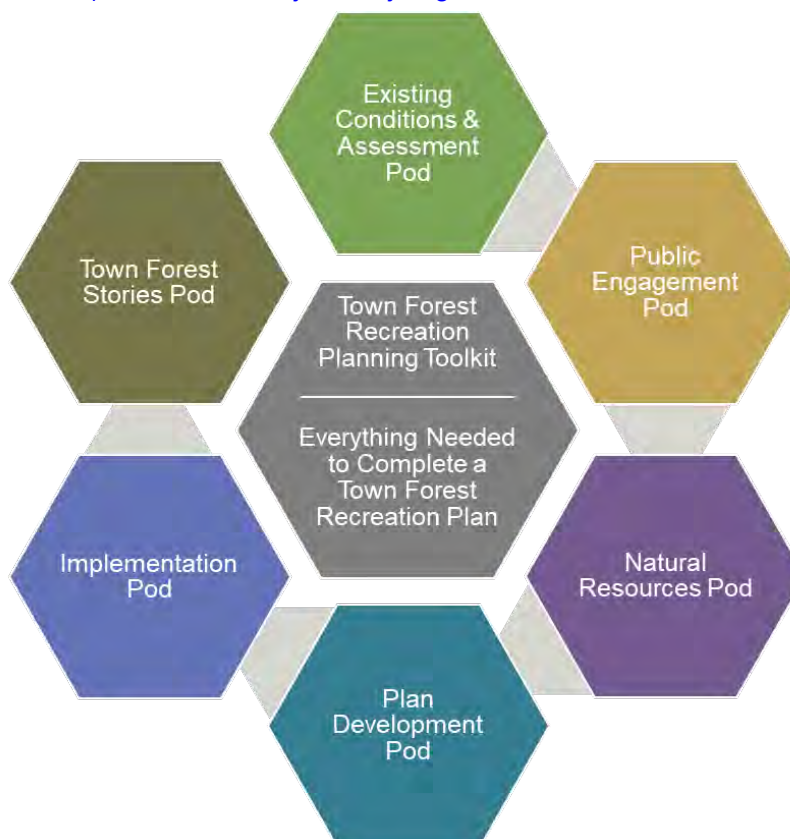 Existing
Conditions &
Assessment
Pod
Public
Engagement
Pod
Natural
Resources Pod
Plan
Development
Pod
Implementation
Pod
Town Forest
Stories Pod
Town Forest
Recreation
Planning Toolkit
Everything Needed
to Complete a
Town Forest
Recreation Plan